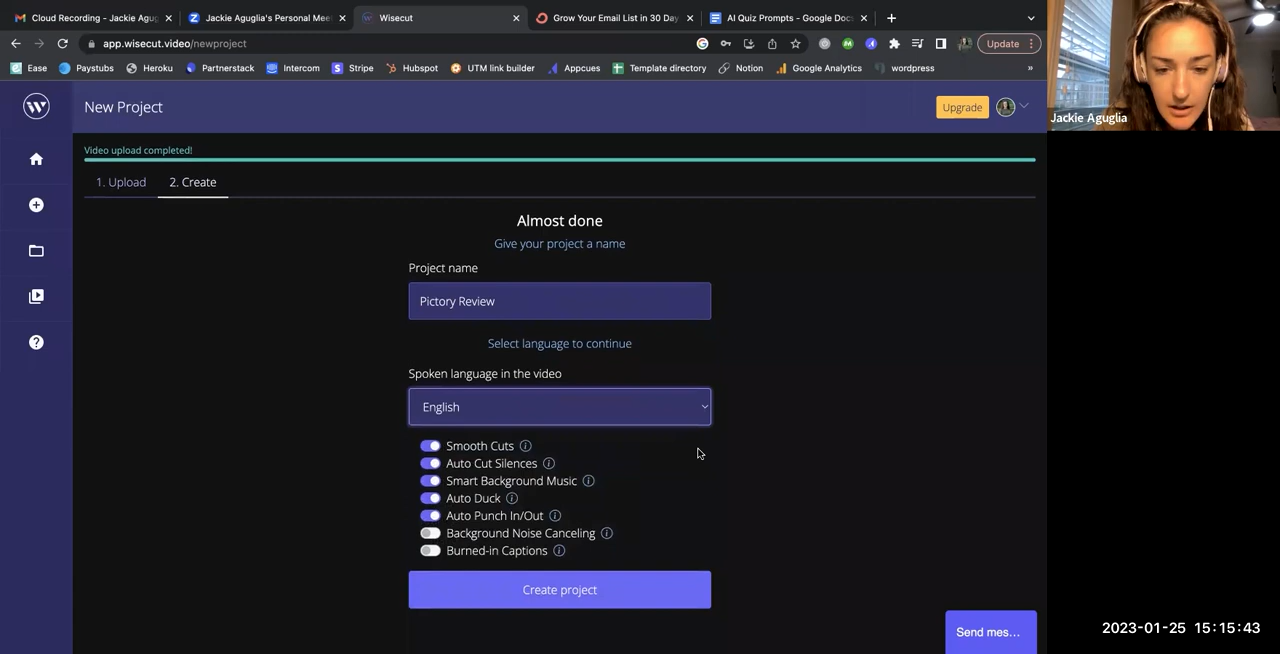 Cloud Recording - Jackie Agug
Jackie Aguglia's Personal Meet
Wisecut
Grow Your Email List in 30 Day
AI Quiz Prompts - Google Docs
app.wisecut.video/newproject
Update
Ease
Paystubs
Heroku
Partnerstack
Intercom
Stripe
Hubspot
UTM link builder
Appcues
Template directory
Notion
Google Analytics
wordpress
»
Jackie Aguglia
New Project
Upgrade
Video upload completed!
1. Upload
2. Create
Almost done
Give your project a name
Project name
Pictory Review
Select language to continue
Spoken language in the video
English
Smooth Cuts
Auto Cut Silences
Smart Background Music
Auto Duck
Auto Punch In/Out
Background Noise Canceling
Burned-in Captions
Create project
Send mes...
2023-01-25 15:15:43